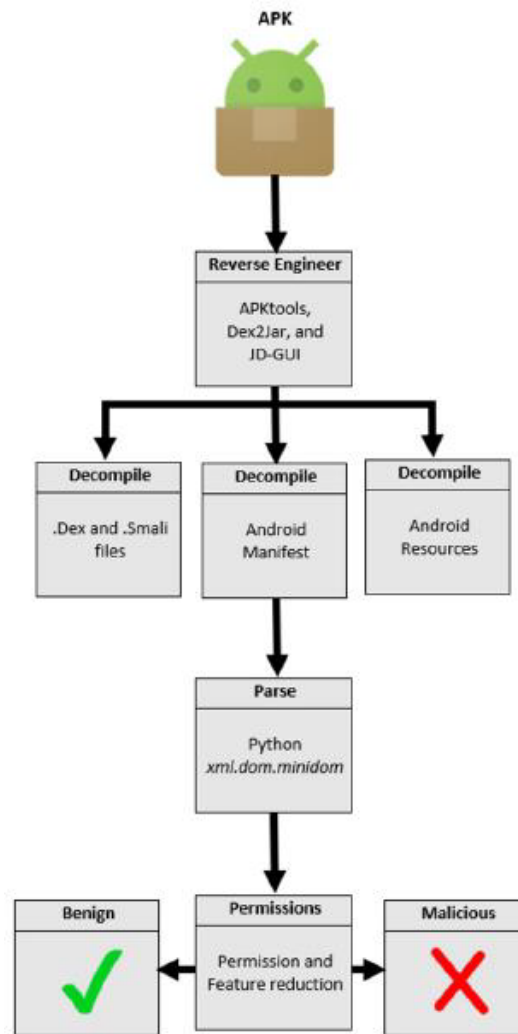 APK
Reverse Engineer
APKtools,
Dex2Jar, and
JD-GUI
Decompile
.Dex and .Smali
files
Decompile
Android
Manifest
Decompile
Android
Resources
Parse
Python
xml.dom.minidom
Benign
Permissions
Permission and
Feature reduction
Malicious